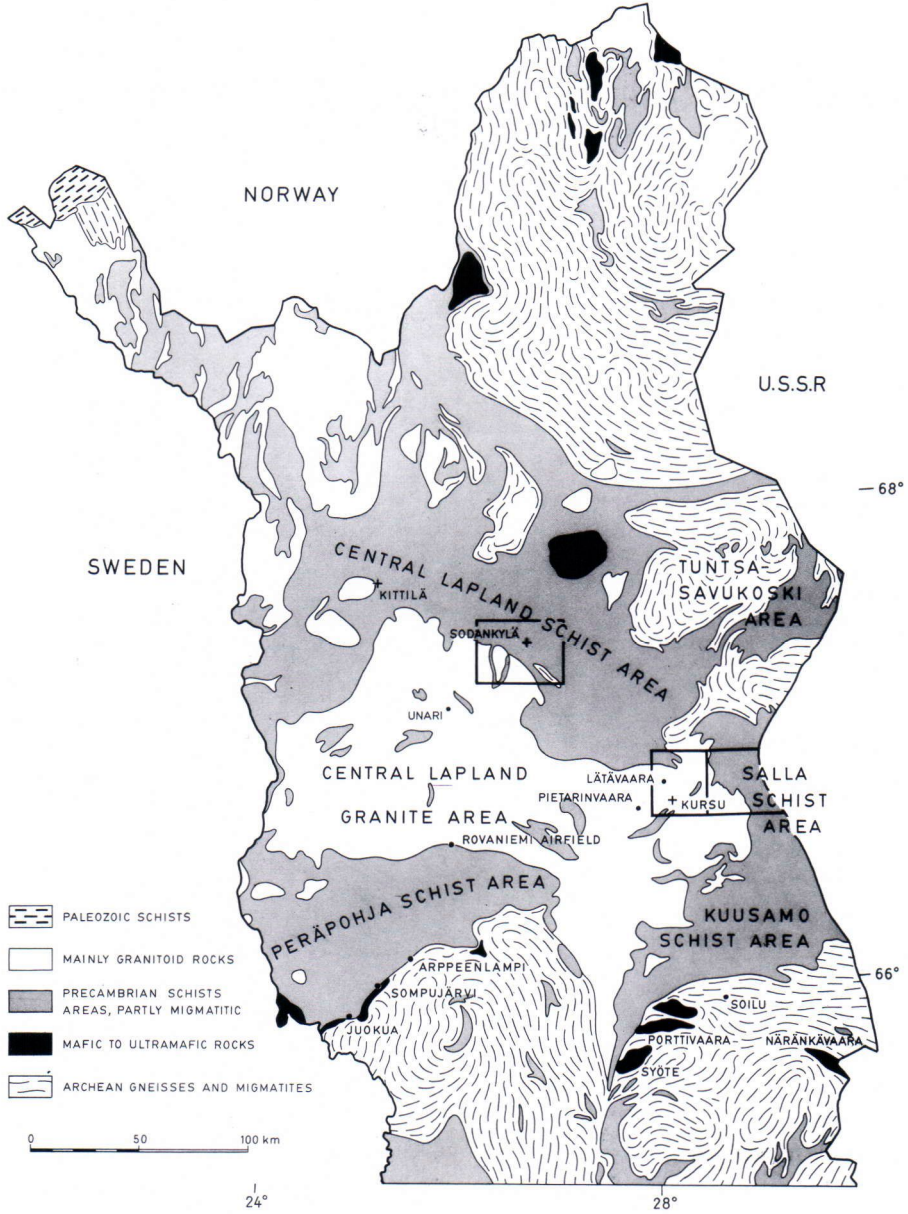 NORWAY
U.S.S.R
68°
SWEDEN
CENTRAL LAPLAND SCHIST AREA
KITTILÄ
TUNTSA-
SAVUKOSKI
AREA
SODANKYLÄ
UNARI
CENTRAL LAPLAND
GRANITE AREA
LÄTÄVAARA
PIETARINVAARA
KURSU
SALLA
SCHIST
AREA
ROVANIEMI AIRFIELD
PERÄPOHJA SCHIST AREA
KUUSAMO
SCHIST AREA
ARPPEENLAMPI
SOMPUJÄRVI
JUOKUA
66°
SOILU
PORTTIVAARA
NÄRÄNKÄVAARA
SYÖTE
PALEOZOIC SCHISTS
MAINLY GRANITOID ROCKS
PRECAMBRIAN SCHISTS
AREAS, PARTLY MIGMATITIC
MAFIC TO ULTRAMAFIC ROCKS
ARCHEAN GNEISSES AND MIGMATITES
0 50 100 km
24° 28°